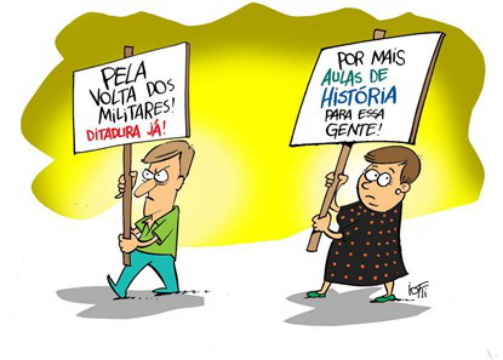 PELA
VOLTA DOS
MILITARES!
DITADURA JÁ!
POR MAIS
AULAS DE
HISTÓRIA
PARA ESSA
GENTE!